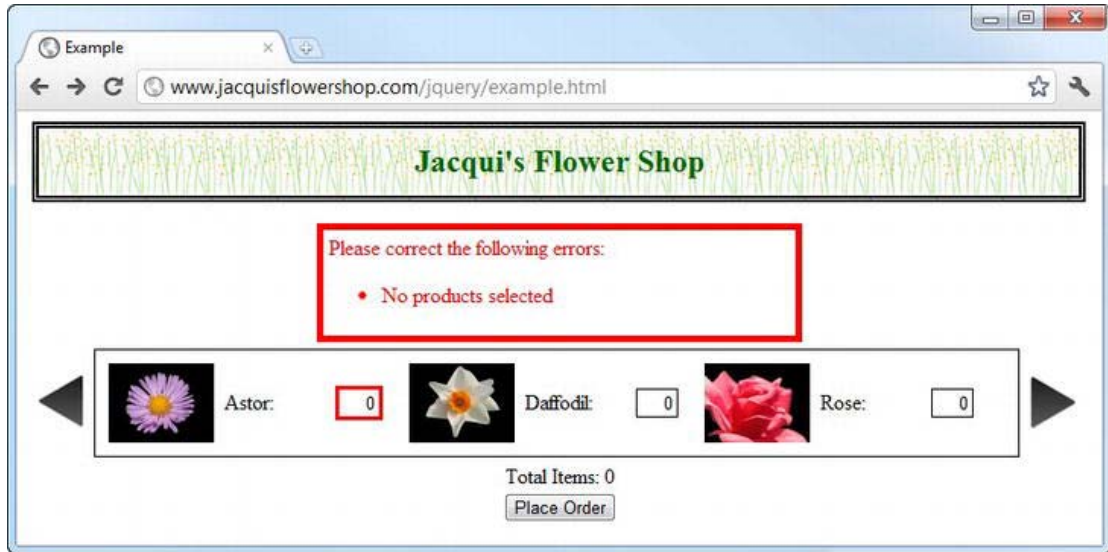 Example
www.jacquisflowershop.com/jquery/example.html
Jacqui's Flower Shop
Please correct the following errors:
• No products selected
Astor: 0 Daffodil: 0 Rose: 0
Total Items: 0
Place Order